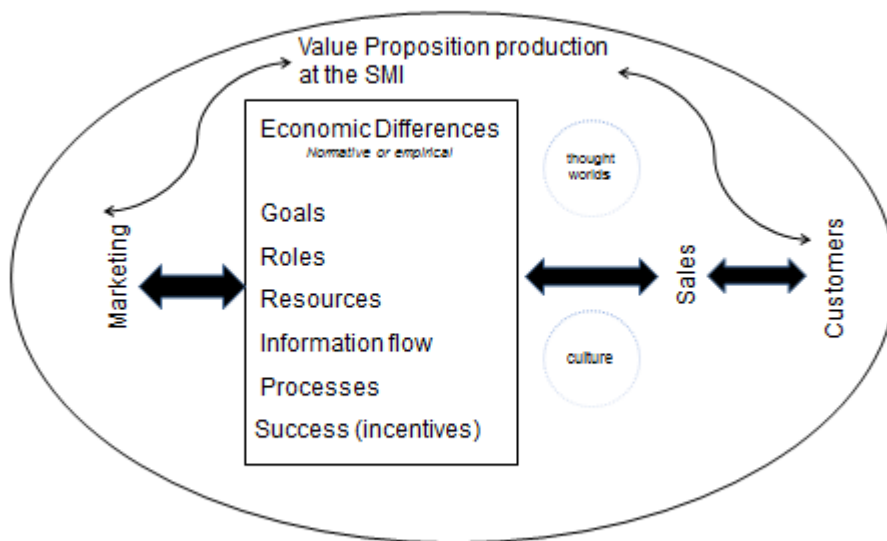 Value Proposition production
at the SMI
Economic Differences
Normative or empirical
Goals
Roles
Resources
Information flow
Processes
Success (incentives)
Marketing
thought
worlds
culture
Sales
Customers